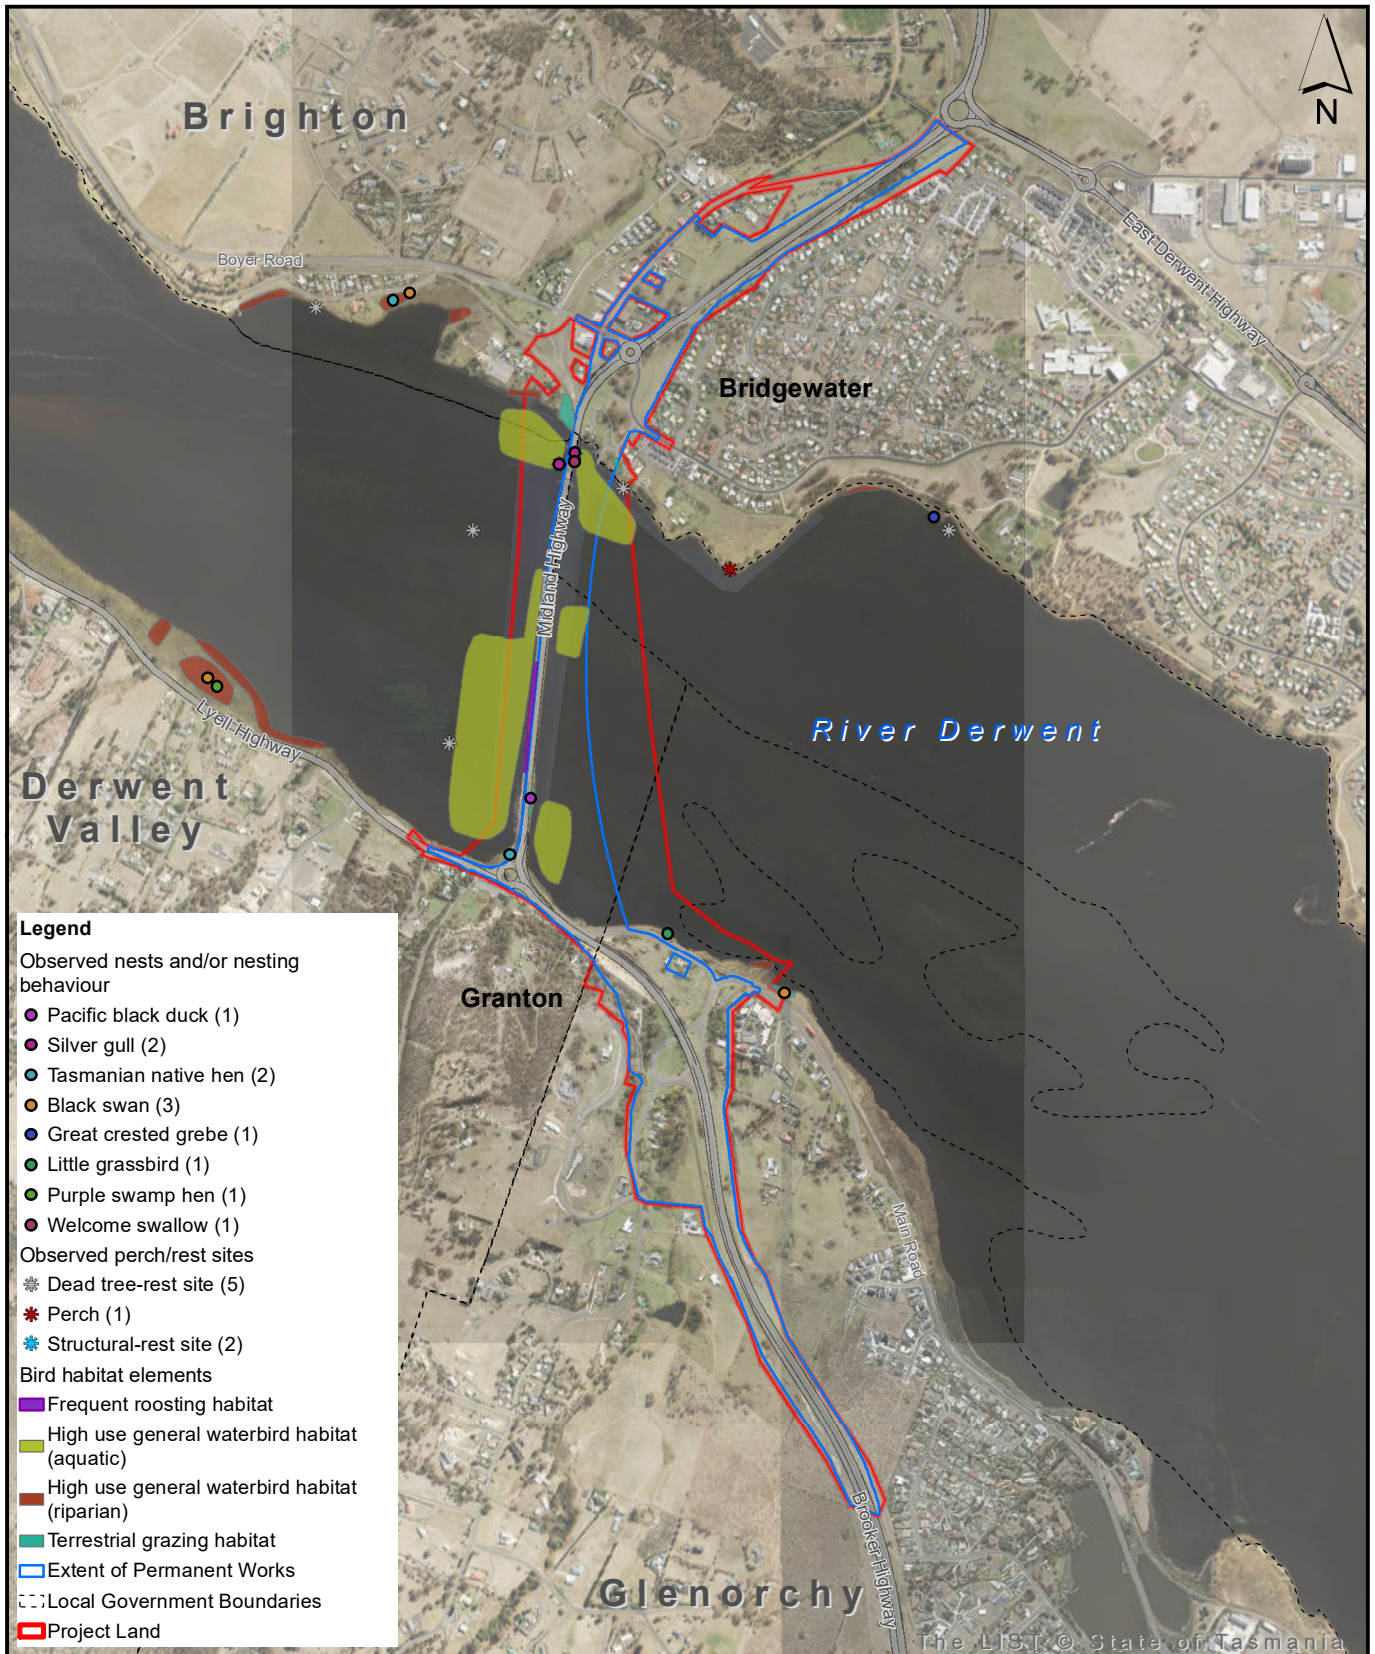 N
Brighton
Boyer Road
East Derwent Highway
Bridgewater
Midland Highway
River Derwent
Lyell Highway
Derwent
Valley
Granton
Main Road
Brooker Highway
Glenorchy
The LIST © State of Tasmania
Legend
Observed nests and/or nesting
behaviour
Pacific black duck (1)
Silver gull (2)
Tasmanian native hen (2)
Black swan (3)
Great crested grebe (1)
Little grassbird (1)
Purple swamp hen (1)
Welcome swallow (1)
Observed perch/rest sites
Dead tree-rest site (5)
Perch (1)
Structural-rest site (2)
Bird habitat elements
Frequent roosting habitat
High use general waterbird habitat
(aquatic)
High use general waterbird habitat
(riparian)
Terrestrial grazing habitat
Extent of Permanent Works
Local Government Boundaries
Project Land